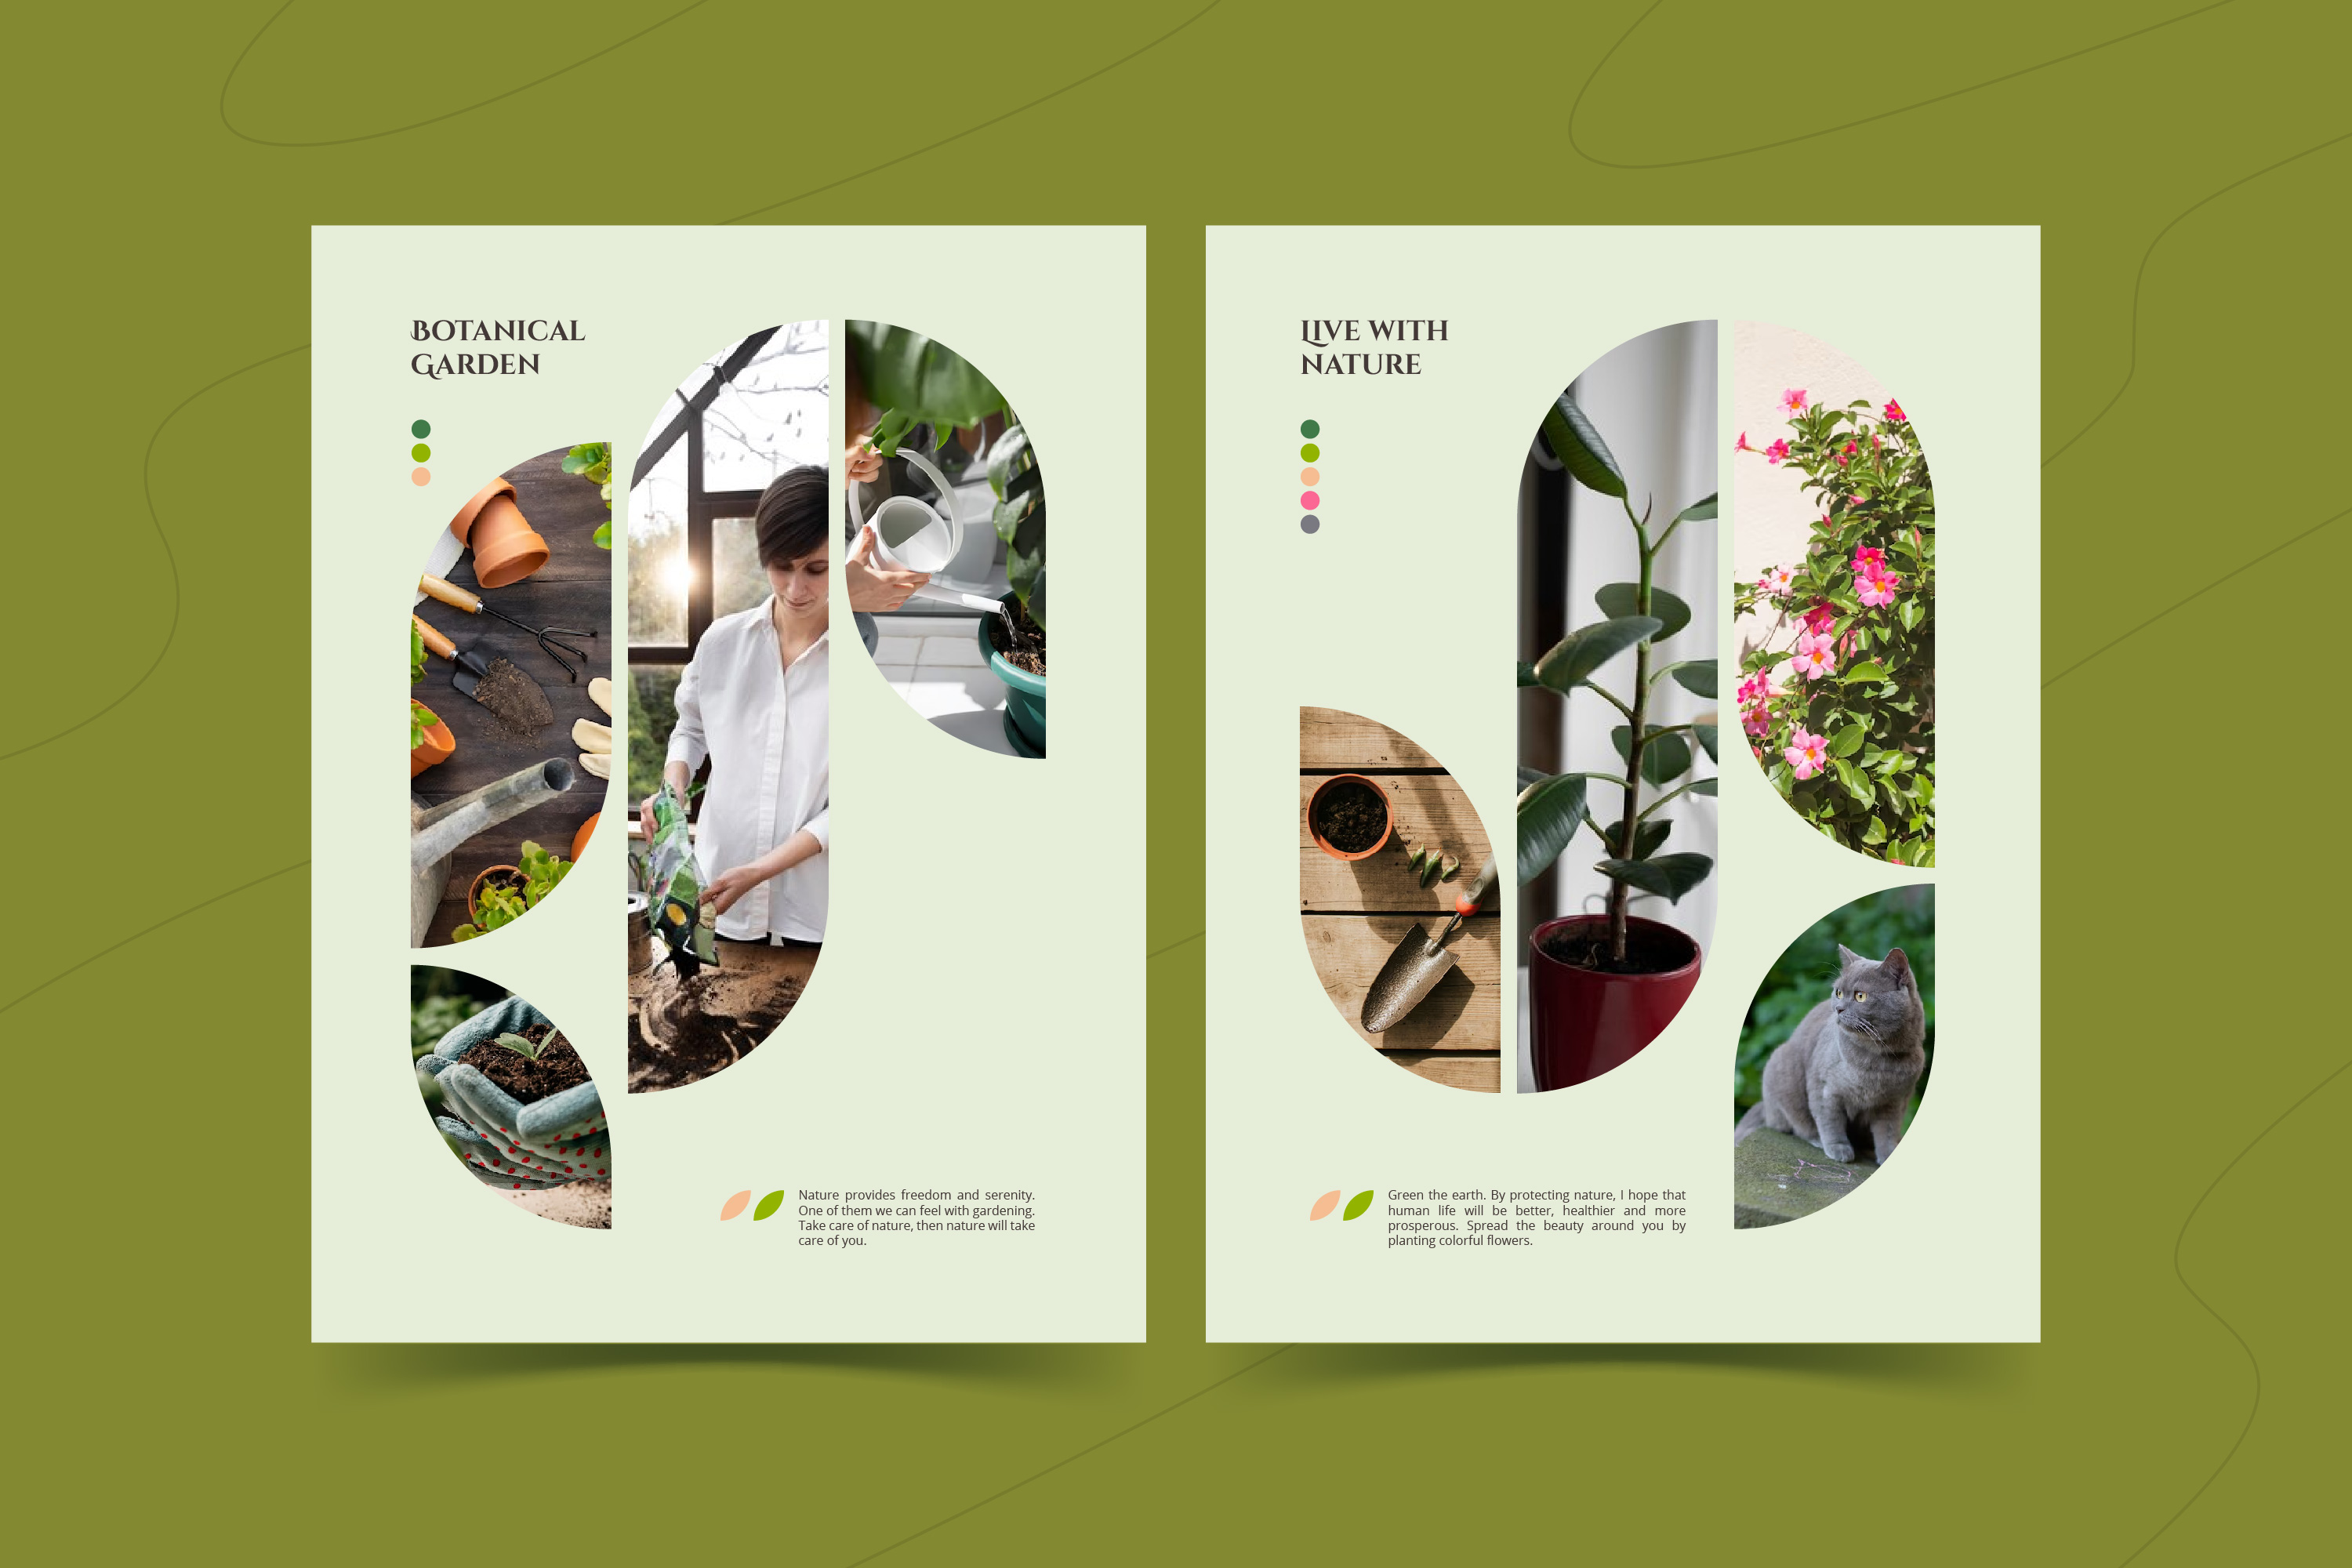 Botanical
Garden
Nature provides freedom and serenity.
One of them we can feel with gardening.
Take care of nature, then nature will take
care of you.
Live with
nature
Green the earth. By protecting nature, I hope that
human life will be better, healthier and more
prosperous. Spread the beauty around you by
planting colorful flowers.